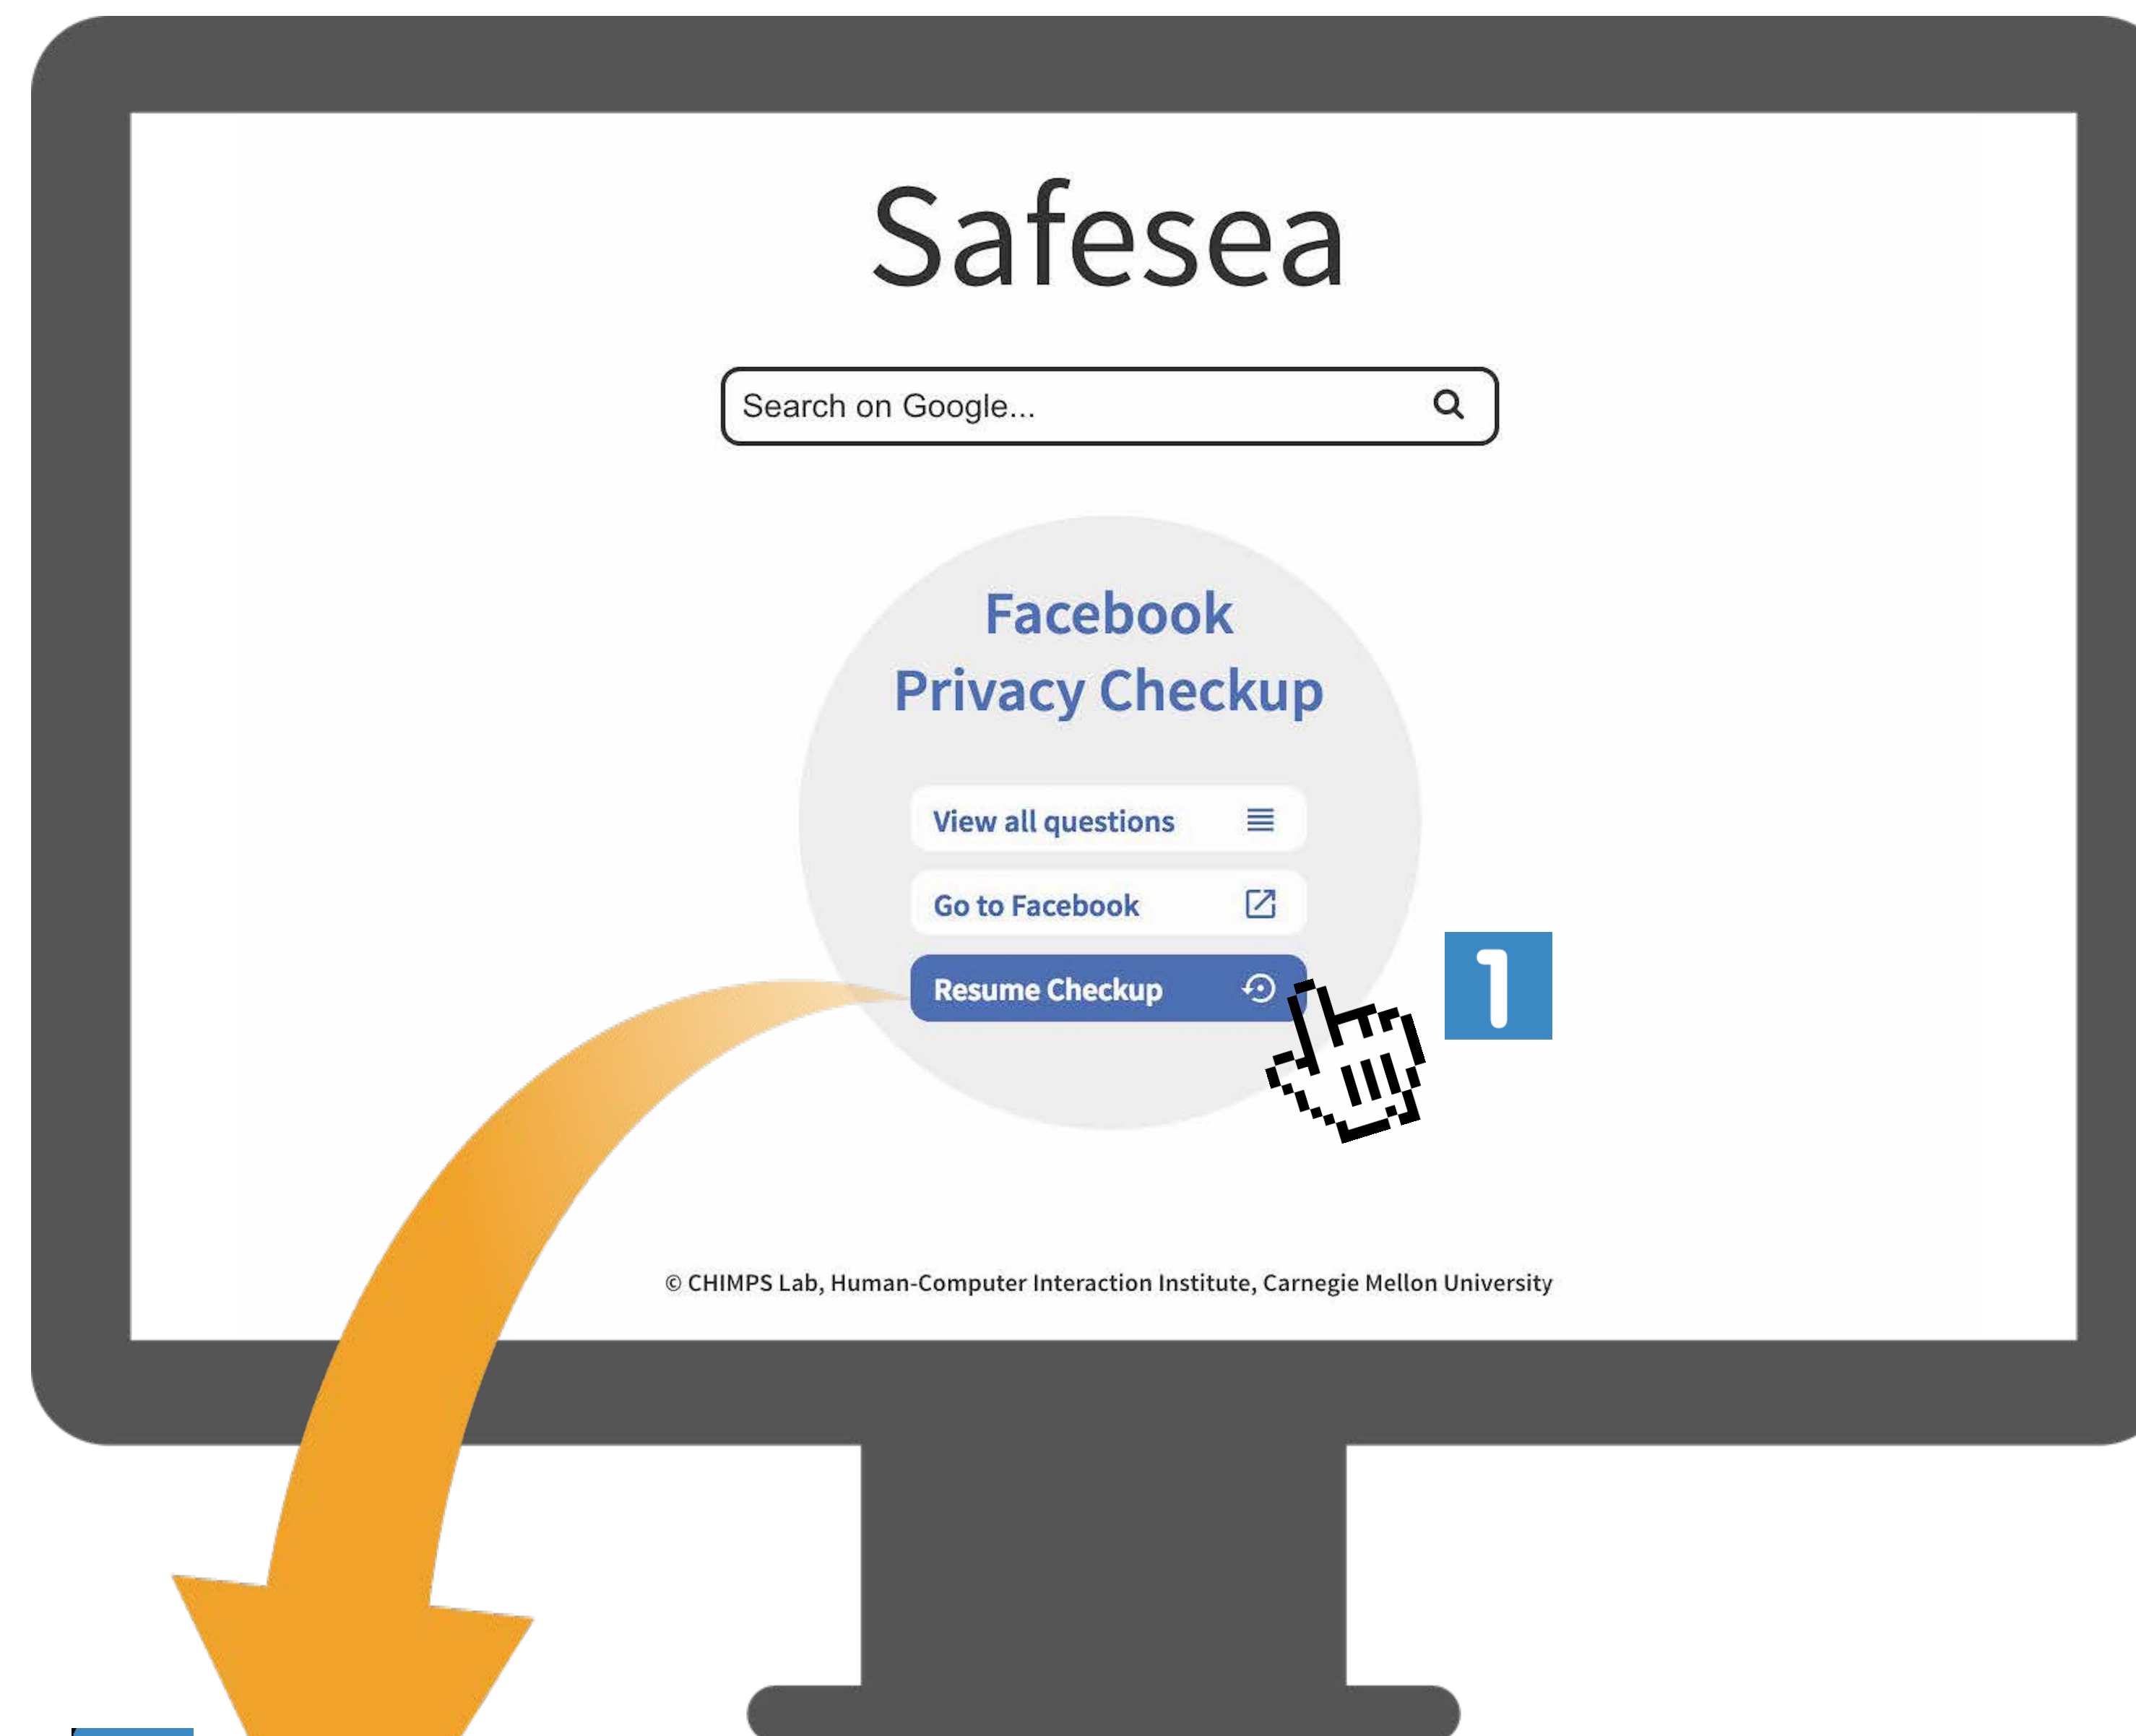 Safesea
Search on Google...
Facebook
Privacy Checkup
View all questions
Go to Facebook
Resume Checkup
1
© CHIMPS Lab, Human-Computer Interaction Institute, Carnegie Mellon University